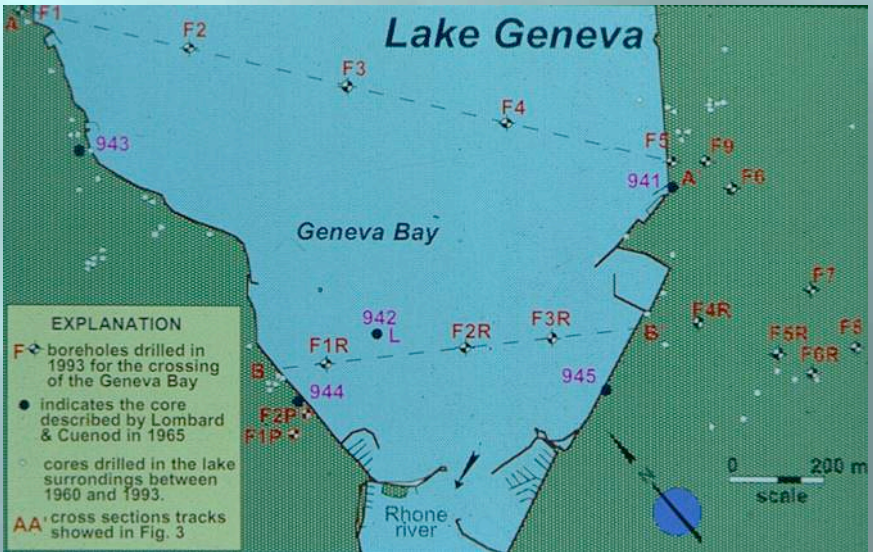 Lake Geneva
A F1
F2
F3
F4
F5
F9
943
941
A
F6
Geneva Bay
F7
942
L
F1R
F2R
F3R
B'
F4R
B
F5R
F8
F6R
944
945
F2P
F1P
EXPLANATION
F boreholes drilled in
1993 for the crossing
of the Geneva Bay
indicates the core
described by Lombard
& Cuenod in 1965
cores drilled in the lake
surrondings between
1960 and 1993.
AA' cross sections tracks
showed in Fig. 3
Rhone
river
N
0 200 m
scale